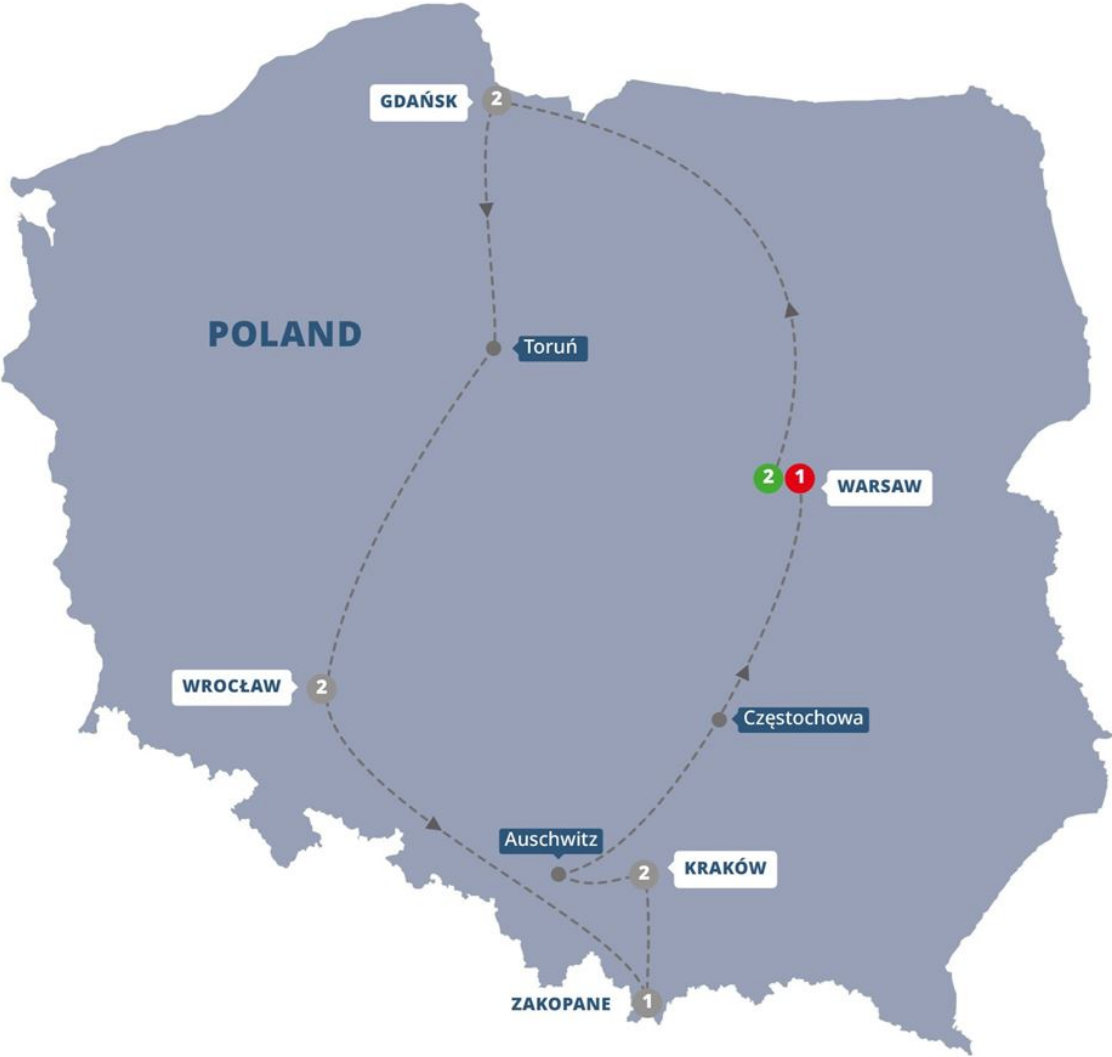 GDAŃSK 2
POLAND
Toruń
2 1 WARSAW
WROCŁAW 2
Częstochowa
Auschwitz
2 KRAKÓW
ZAKOPANE 1